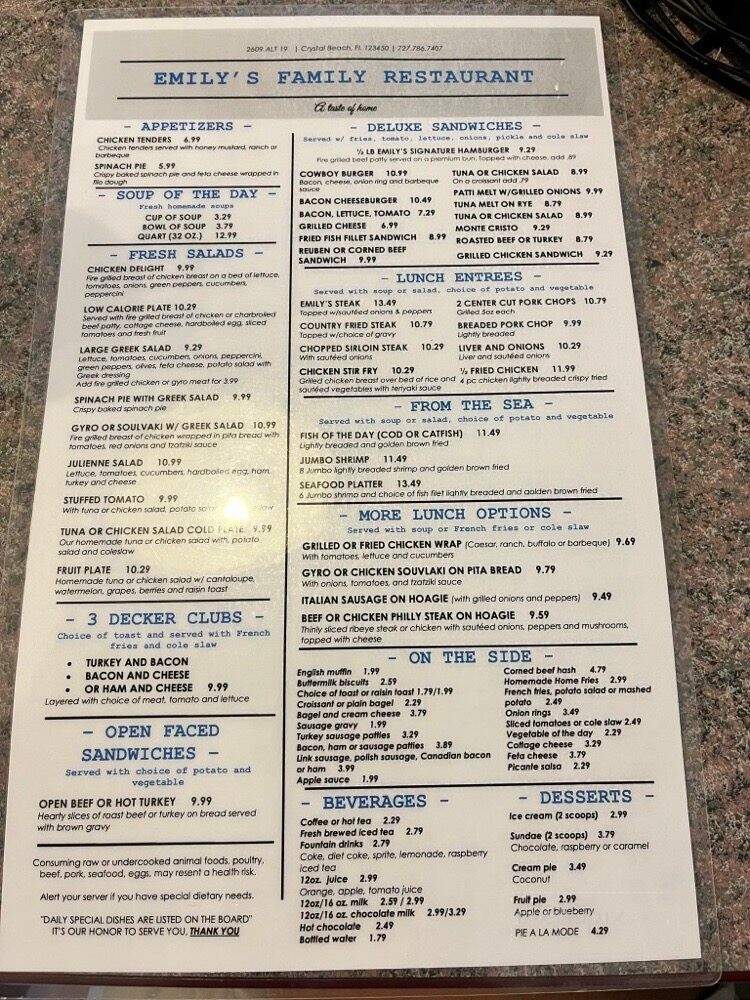 2609 ALT 19 | Crystal Beach, FL 123450 | 727.786.7407
EMILY'S FAMILY RESTAURANT
A taste of home
- APPETIZERS -
CHICKEN TENDERS 6.99
Chicken tenders served with honey mustard, ranch or
barbeque
SPINACH PIE 5.99
Crispy baked spinach pie and feta cheese wrapped in
filo dough
- SOUP OF THE DAY -
Fresh homemade soups
CUP OF SOUP 3.29
BOWL OF SOUP 3.79
QUART (32 OZ.) 12.99
- FRESH SALADS -
CHICKEN DELIGHT 9.99
Fire grilled breast of chicken breast on a bed of lettuce,
tomatoes, onions, green peppers, cucumbers,
peppercini
LOW CALORIE PLATE 10.29
Served with fire grilled breast of chicken or charbroiled
beef patty, cottage cheese, hardboiled egg, sliced
tomatoes and fresh fruit
LARGE GREEK SALAD 9.29
Lettuce, tomatoes, cucumbers, onions, peppercini,
green peppers, olives, feta cheese, potato salad with
Greek dressing
Add fire grilled chicken or gyro meat for 3.99
SPINACH PIE WITH GREEK SALAD 9.99
Crispy baked spinach pie
GYRO OR SOULVAKI W/ GREEK SALAD 10.99
Fire grilled breast of chicken wrapped in pita bread with
tomatoes, red onions and tzatziki sauce
JULIENNE SALAD 10.99
Lettuce, tomatoes, cucumbers, hardboiled egg, ham,
turkey and cheese
STUFFED TOMATO 9.99
With tuna or chicken salad, potato
TUNA OR CHICKEN SALAD COLD PLATE 9.99
Our homemade tuna or chicken salad with, potato
salad and coleslaw
FRUIT PLATE 10.29
Homemade tuna or chicken salad w/ cantaloupe,
watermelon, grapes, berries and raisin toast
- 3 DECKER CLUBS -
Choice of toast and served with French
fries and cole slaw
• TURKEY AND BACON
• BACON AND CHEESE
• OR HAM AND CHEESE 9.99
Layered with choice of meat, tomato and lettuce
- OPEN FACED
SANDWICHES -
Served with choice of potato and
vegetable
OPEN BEEF OR HOT TURKEY 9.99
Hearty slices of roast beef or turkey on bread served
with brown gravy
Consuming raw or undercooked animal foods, poultry,
beef, pork, seafood, eggs, may resent a health risk.
Alert your server if you have special dietary needs.
"DAILY SPECIAL DISHES ARE LISTED ON THE BOARD"
IT'S OUR HONOR TO SERVE YOU, THANK YOU
- DELUXE SANDWICHES -
Served w/ fries, tomato, lettuce, onions, pickle and cole slaw
½ LB EMILY'S SIGNATURE HAMBURGER 9.29
Fire grilled beef patty served on a premium bun. Topped with cheese, add .89
COWBOY BURGER 10.99
Bacon, cheese, onion ring and barbeque
sauce
BACON CHEESEBURGER 10.49
BACON, LETTUCE, TOMATO 7.29
GRILLED CHEESE 6.99
FRIED FISH FILLET SANDWICH 8.99
REUBEN OR CORNED BEEF
SANDWICH 9.99
TUNA OR CHICKEN SALAD 8.99
On a croissant add .79
PATTI MELT W/GRILLED ONIONS 9.99
TUNA MELT ON RYE 8.79
TUNA OR CHICKEN SALAD 8.99
MONTE CRISTO 9.29
ROASTED BEEF OR TURKEY 8.79
GRILLED CHICKEN SANDWICH 9.29
- LUNCH ENTREES -
Served with soup or salad, choice of potato and vegetable
EMILY'S STEAK 13.49
Topped w/sautéed onions & peppers
COUNTRY FRIED STEAK 10.79
Topped w/choice of gravy
CHOPPED SIRLOIN STEAK 10.29
With sautéed onions
CHICKEN STIR FRY 10.29
Grilled chicken breast over bed of rice and
sautéed vegetables with teriyaki sauce
2 CENTER CUT PORK CHOPS 10.79
Grilled 5oz each
BREADED PORK CHOP 9.99
Lightly breaded
LIVER AND ONIONS 10.29
Liver and sautéed onions
½ FRIED CHICKEN 11.99
4 pc chicken lightly breaded crispy fried
- FROM THE SEA -
Served with soup or salad, choice of potato and vegetable
FISH OF THE DAY (COD OR CATFISH) 11.49
Lightly breaded and golden brown fried
JUMBO SHRIMP 11.49
8 Jumbo lightly breaded shrimp and golden brown fried
SEAFOOD PLATTER 13.49
6 Jumbo shrimp and choice of fish filet lightly breaded and golden brown fried
- MORE LUNCH OPTIONS -
Served with soup or French fries or cole slaw
GRILLED OR FRIED CHICKEN WRAP (Caesar, ranch, buffalo or barbeque) 9.69
With tomatoes, lettuce and cucumbers
GYRO OR CHICKEN SOUVLAKI ON PITA BREAD 9.79
With onions, tomatoes, and tzatziki sauce
ITALIAN SAUSAGE ON HOAGIE (with grilled onions and peppers) 9.49
BEEF OR CHICKEN PHILLY STEAK ON HOAGIE 9.59
Thinly sliced ribeye steak or chicken with sautéed onions, peppers and mushrooms,
topped with cheese
- ON THE SIDE -
English muffin 1.99
Buttermilk biscuits 2.59
Choice of toast or raisin toast 1.79/1.99
Croissant or plain bagel 2.29
Bagel and cream cheese 3.79
Sausage gravy 1.99
Turkey sausage patties 3.29
Bacon, ham or sausage patties 3.89
Link sausage, polish sausage, Canadian bacon
or ham 3.99
Apple sauce 1.99
Corned beef hash 4.79
Homemade Home Fries 2.99
French fries, potato salad or mashed
potato 2.49
Onion rings 3.49
Sliced tomatoes or cole slaw 2.49
Vegetable of the day 2.29
Cottage cheese 3.29
Feta cheese 3.79
Picante salsa 2.29
- BEVERAGES -
Coffee or hot tea 2.29
Fresh brewed iced tea 2.79
Fountain drinks 2.79
Coke, diet coke, sprite, lemonade, raspberry
iced tea
12oz. juice 2.99
Orange, apple, tomato juice
12oz/16 oz. milk 2.59 / 2.99
12oz/16 oz. chocolate milk 2.99/3.29
Hot chocolate 2.49
Bottled water 1.79
- DESSERTS -
Ice cream (2 scoops) 2.99
Sundae (2 scoops) 3.79
Chocolate, raspberry or caramel
Cream pie 3.49
Coconut
Fruit pie 2.99
Apple or blueberry
PIE A LA MODE 4.29